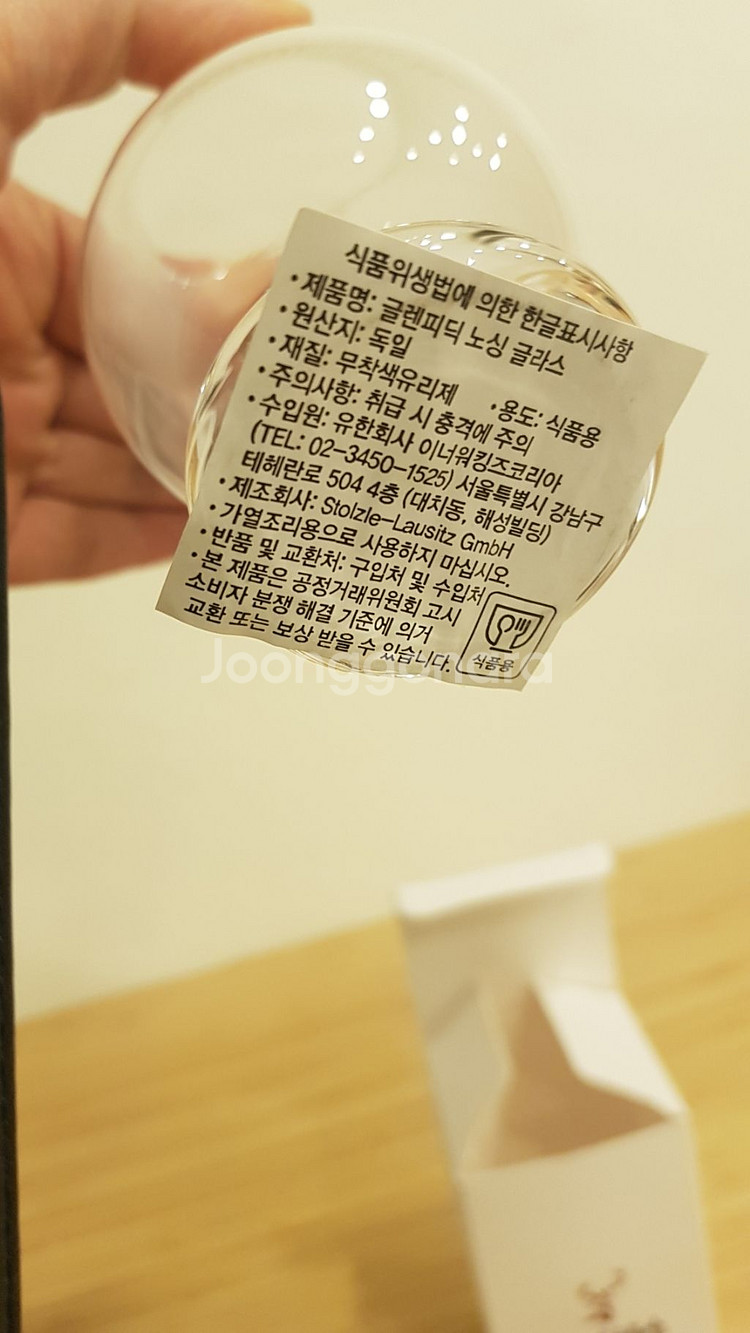 식품위생법에 의한 한글표시사항
• 제품명: 글렌피딕 노싱 글라스
• 원산지: 독일
• 재질: 무착색유리제 • 용도: 식품용
• 주의사항: 취급 시 충격에 주의
• 수입원: 유한회사 이너워킹즈코리아
(TEL: 02-3450-1525) 서울특별시 강남구
테헤란로 504 4층 (대치동, 해성빌딩)
• 제조회사: Stolzle-Lausitz GmbH
• 가열조리용으로 사용하지 마십시오.
• 반품 및 교환처: 구입처 및 수입처
• 본 제품은 공정거래위원회 고시
소비자 분쟁 해결 기준에 의거
교환 또는 보상 받을 수 있습니다.
식품용
Joonggonara